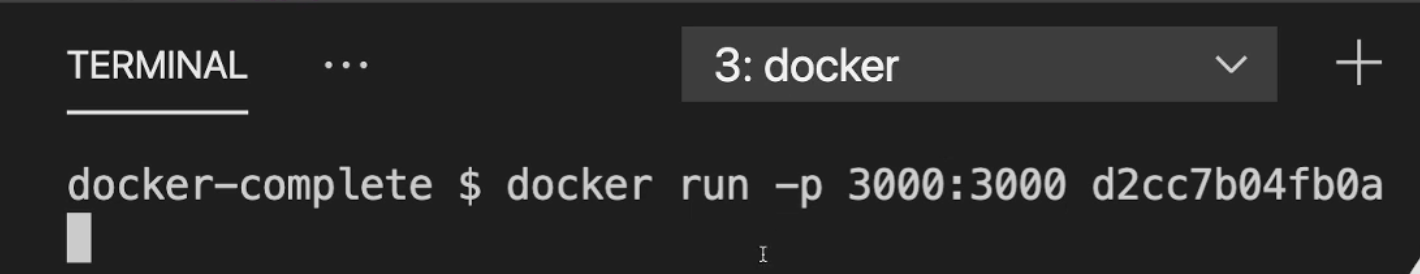 TERMINAL ··· 3: docker
docker-complete $ docker run -p 3000:3000 d2cc7b04fb0a